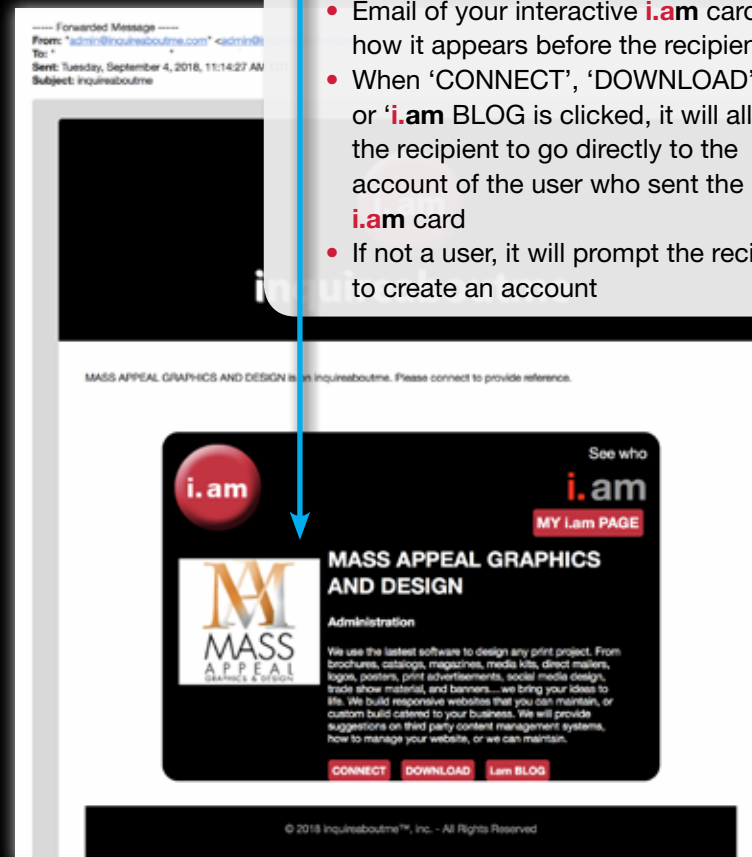 ----- Forwarded Message -----
From: "admin@inquireaboutme.com" <admin@in
To: "
Sent: Tuesday, September 4, 2018, 11:14:27 AM
Subject: inquireaboutme
• Email of your interactive i.am card
how it appears before the recipien
• When ‘CONNECT’, ‘DOWNLOAD’
or ‘i.am BLOG is clicked, it will all
the recipient to go directly to the
account of the user who sent the
i.am card
• If not a user, it will prompt the reci
to create an account
i.am
inquireaboutme
MASS APPEAL GRAPHICS AND DESIGN is on inquireaboutme. Please connect to provide reference.
i.am
See who
i.am
MY i.am PAGE
MASS
APPEAL
GRAPHICS & DESIGN
MASS APPEAL GRAPHICS
AND DESIGN
Administration
We use the lastest software to design any print project. From
brochures, catalogs, magazines, media kits, direct mailers,
logos, posters, print advertisements, social media design,
trade show material, and banners....we bring your ideas to
life. We build responsive websites that you can maintain, or
custom build catered to your business. We will provide
suggestions on third party content management systems,
how to manage your website, or we can maintain.
CONNECT DOWNLOAD i.am BLOG
© 2018 inquireaboutme™, inc. - All Rights Reserved